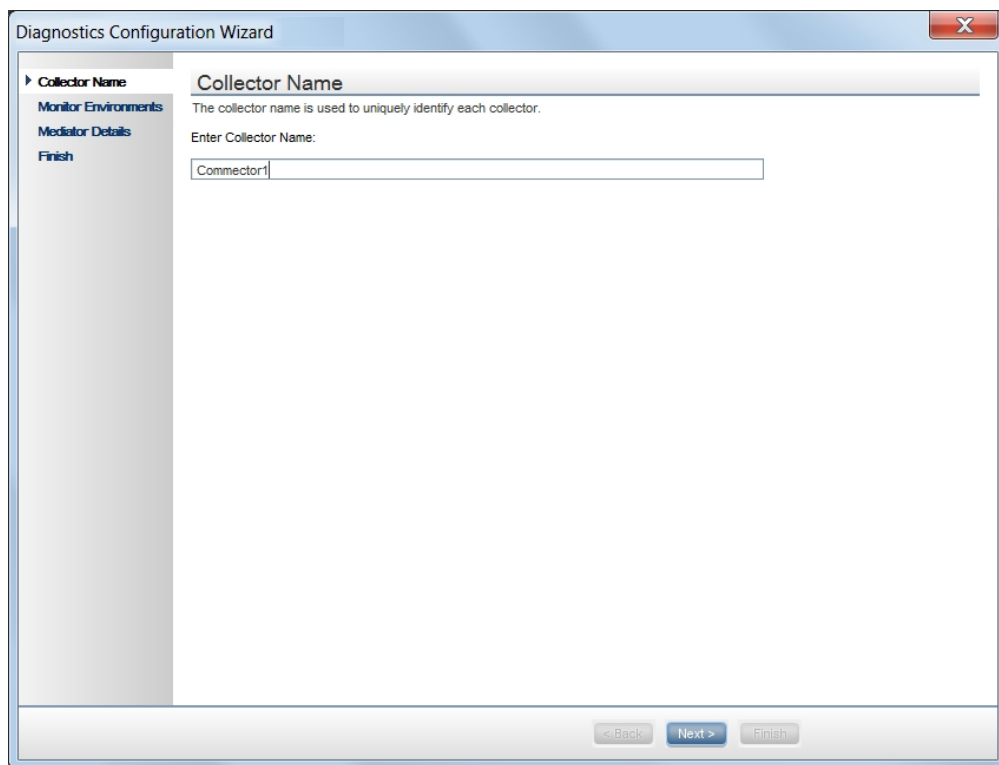 Diagnostics Configuration Wizard
X
Collector Name
Monitor Environments
Mediator Details
Finish
Collector Name
The collector name is used to uniquely identify each collector.
Enter Collector Name:
Commector1
< Back
Next >
Finish